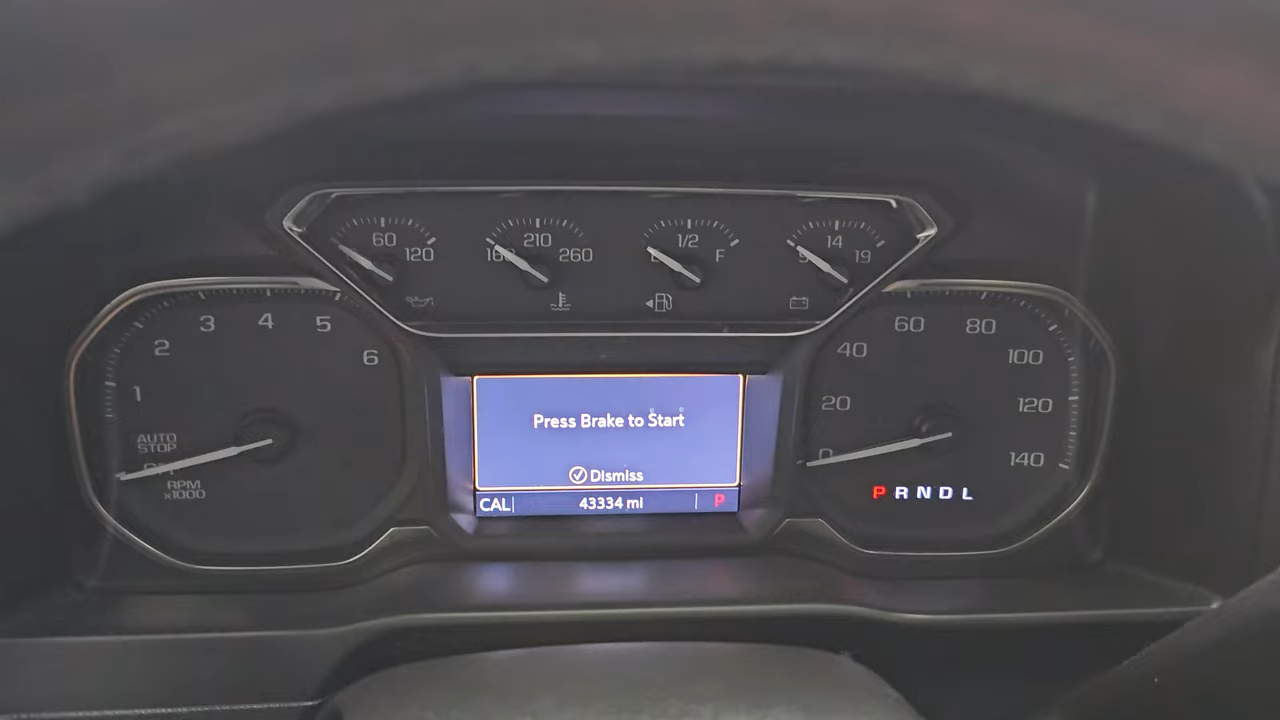 60
120
210
160
260
1/2
F
14
9
19
1
2
3
4
5
6
AUTO
STOP
RPM
x1000
Press Brake to Start
Dismiss
CAL
43334 mi
P
0
20
40
60
80
100
120
140
P R N D L